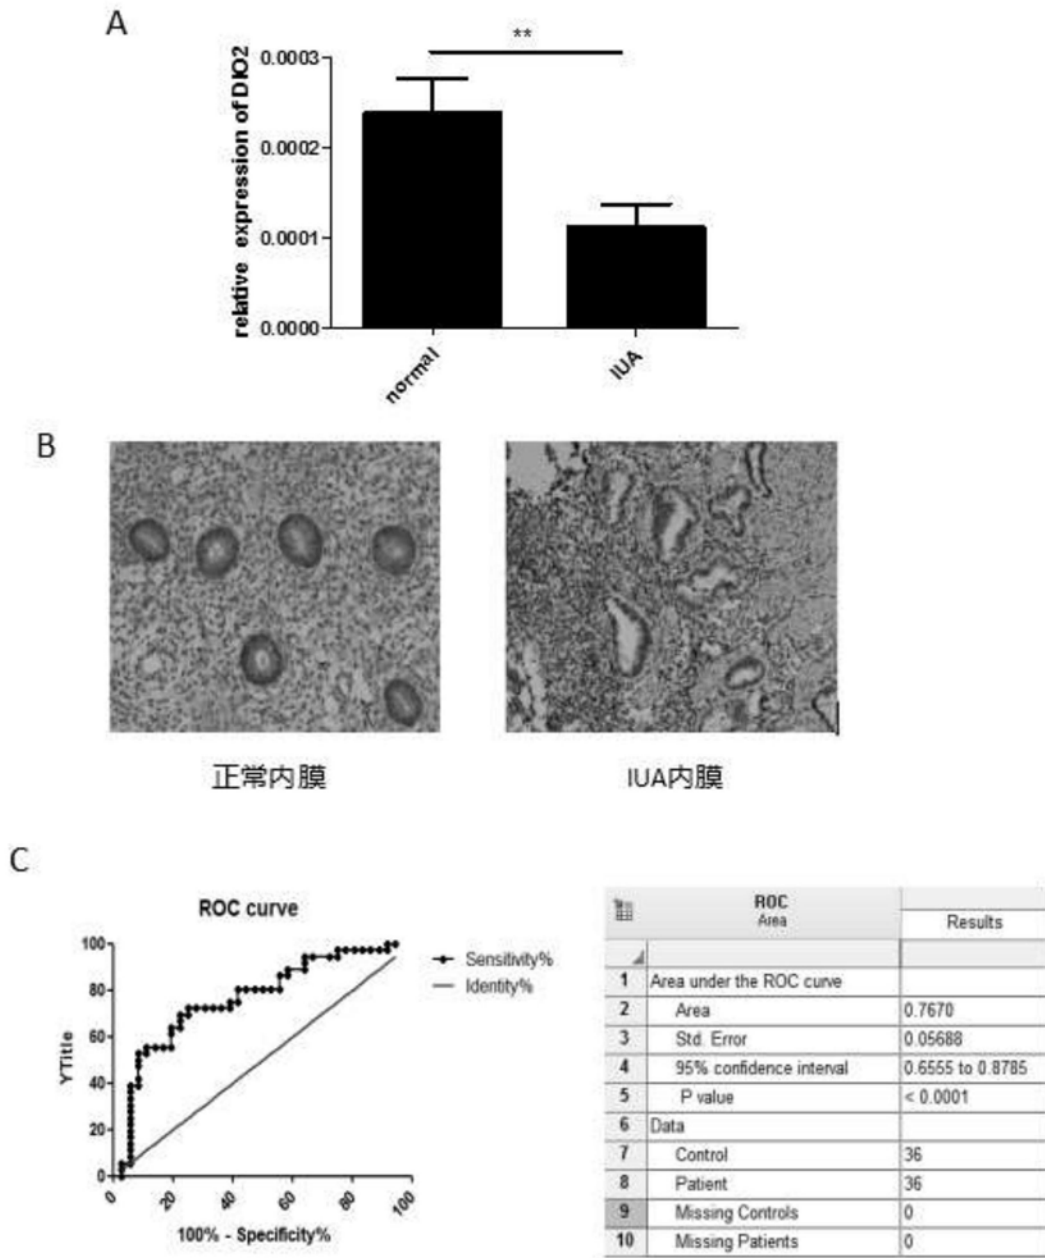 A
**
relative expression of DIO2
0.0003
0.0002
0.0001
0.0000
normal
IUA
B
正常内膜
IUA内膜
C
ROC curve
YTitle
100
80
60
40
20
0
0
20
40
60
80
100
100% - Specificity%
Sensitivity%
Identity%
ROC
Area
Results
1 Area under the ROC curve
2 Area 0.7670
3 Std. Error 0.05688
4 95% confidence interval 0.6555 to 0.8785
5 P value < 0.0001
6 Data
7 Control 36
8 Patient 36
9 Missing Controls 0
10 Missing Patients 0